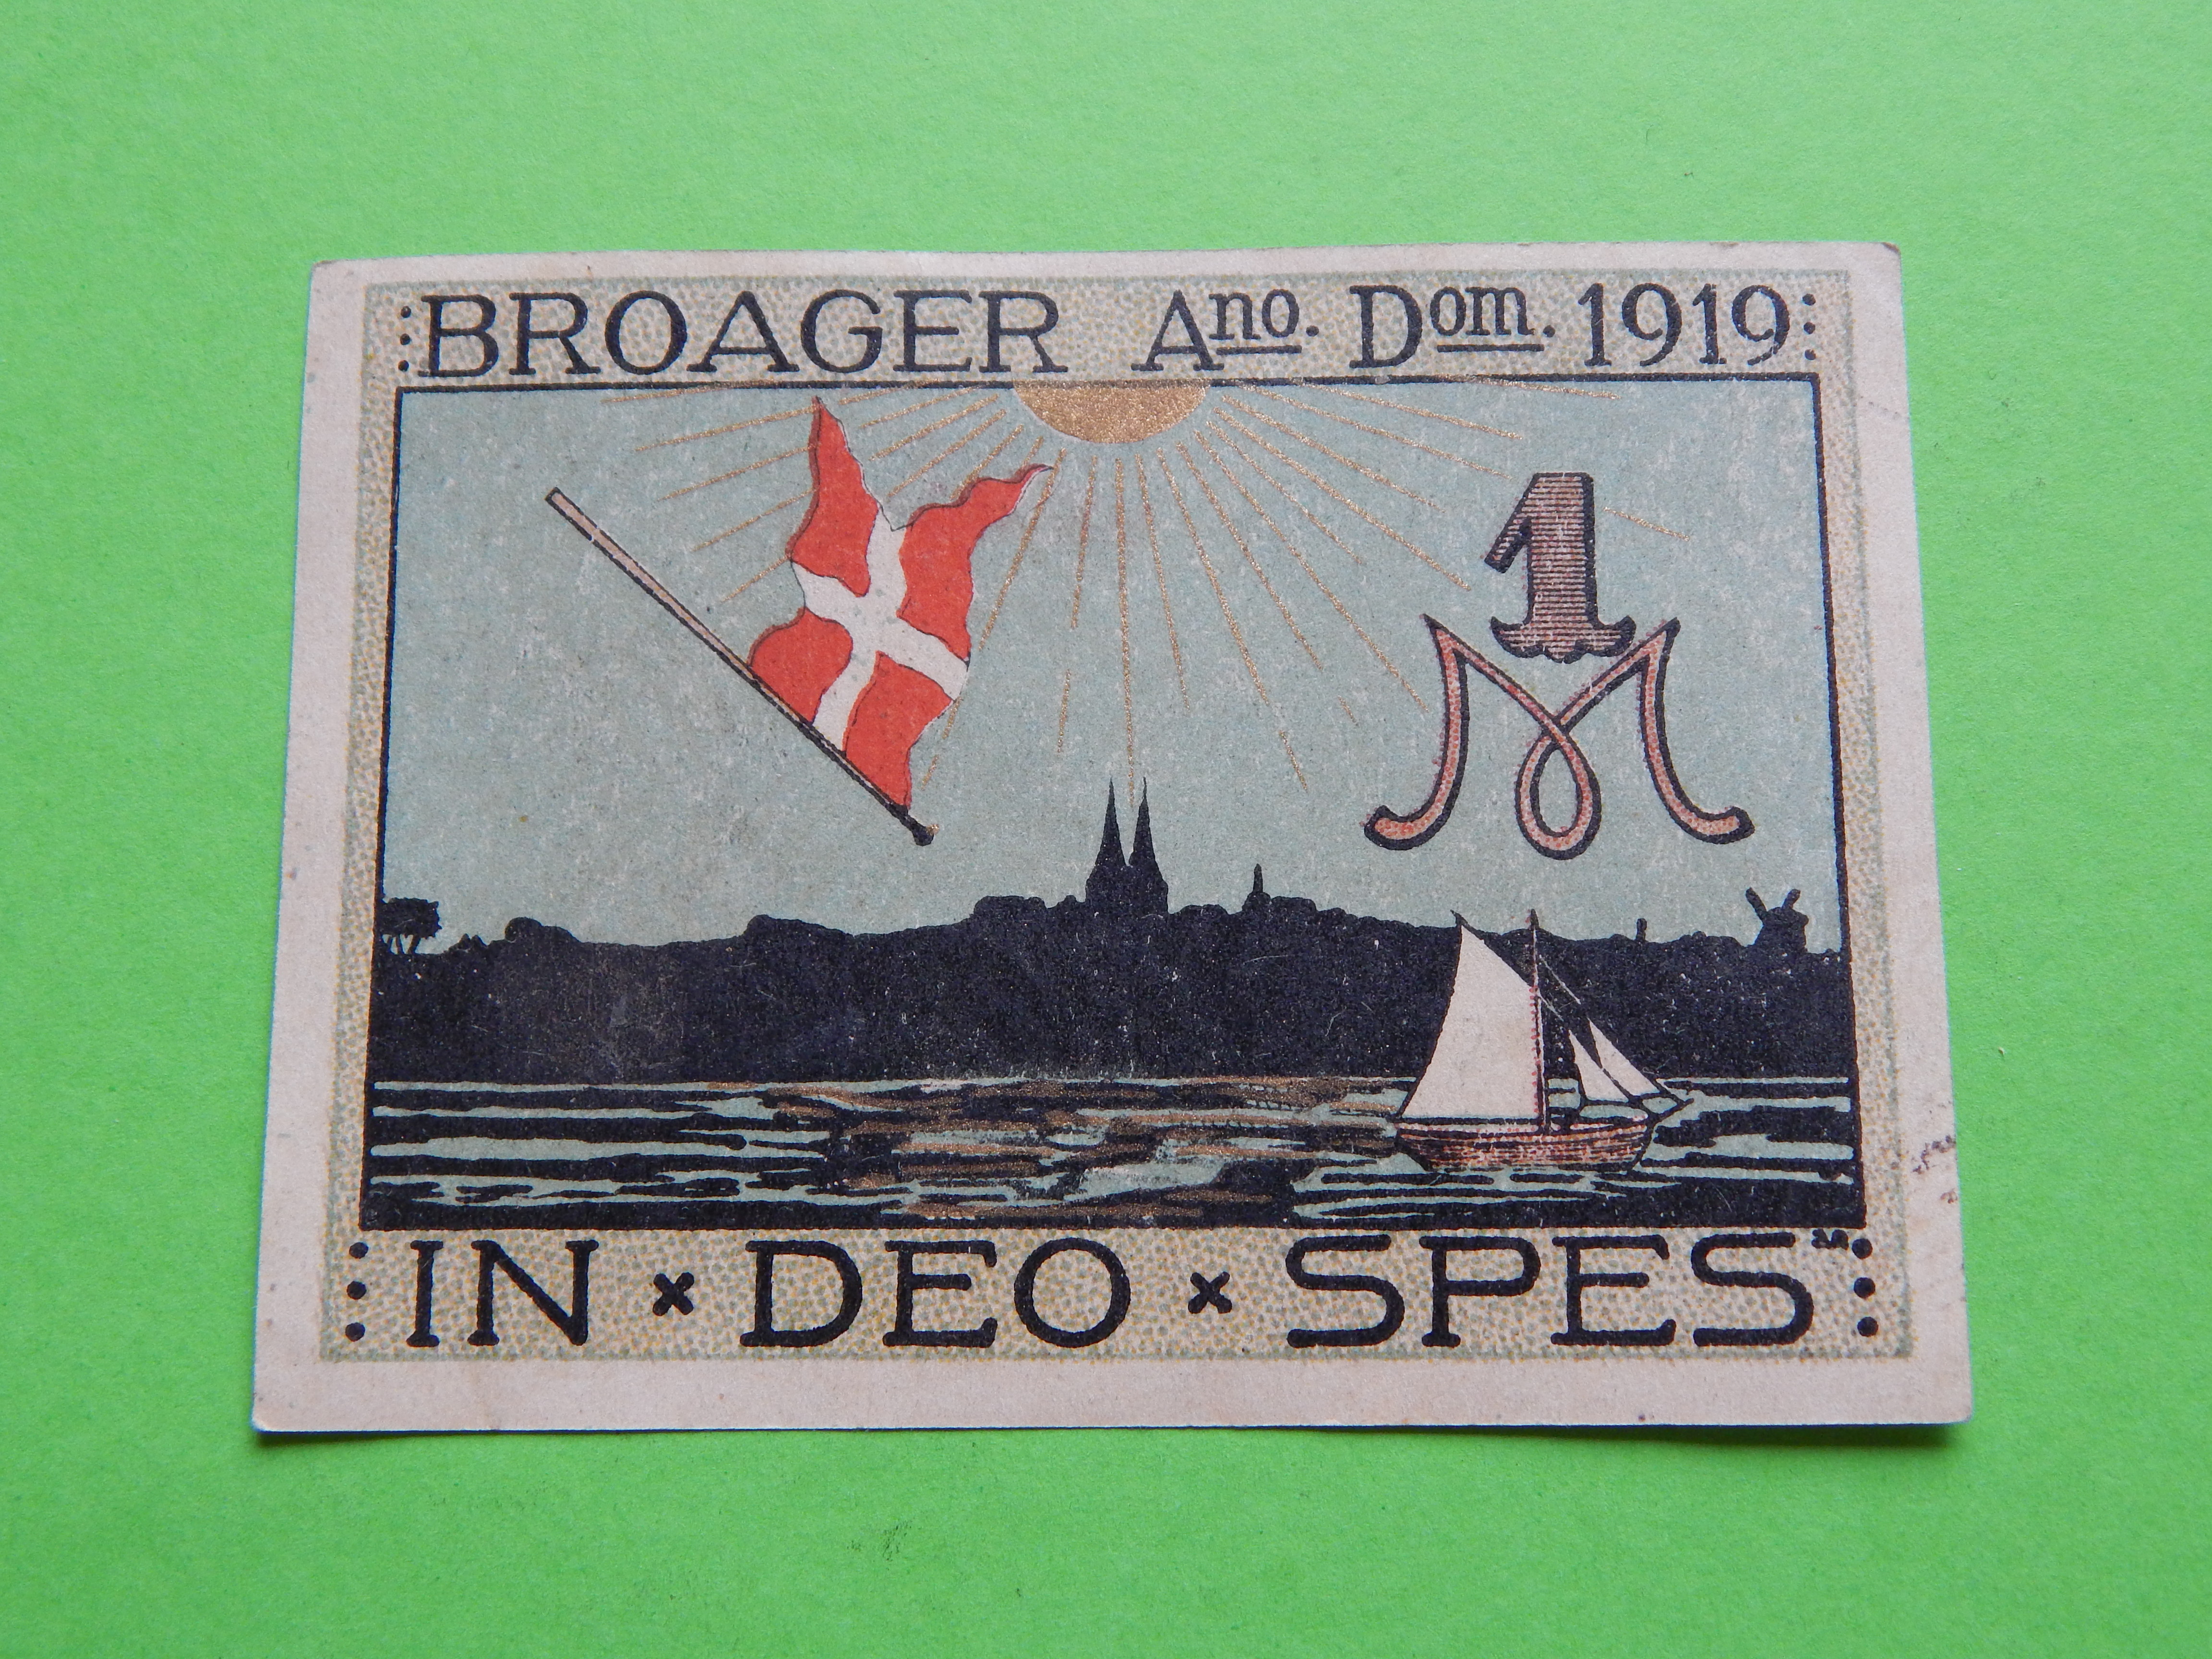 BROAGER Ano. Dom. 1919
1
M
IN x DEO x SPES